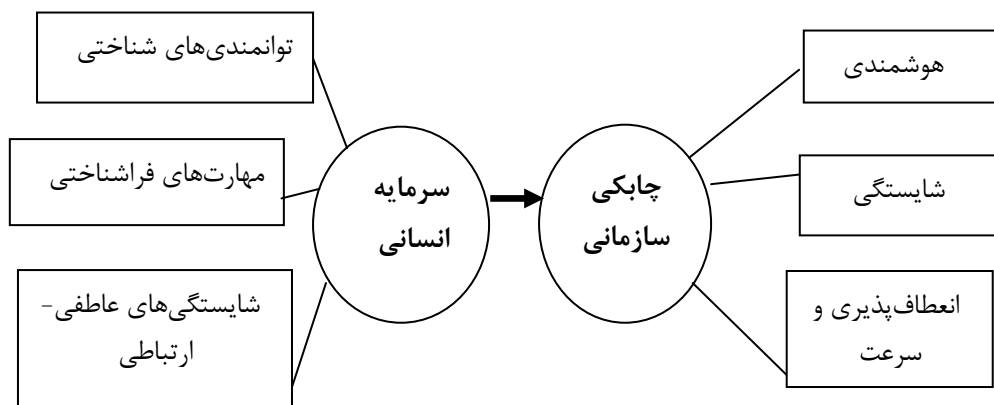 توانمندی‌های شناختی
مهارت‌های فراشناختی
شایستگی‌های عاطفی-
ارتباطی
سرمایه
انسانی
چابکی
سازمانی
هوشمندی
شایستگی
انعطاف‌پذیری و
سرعت